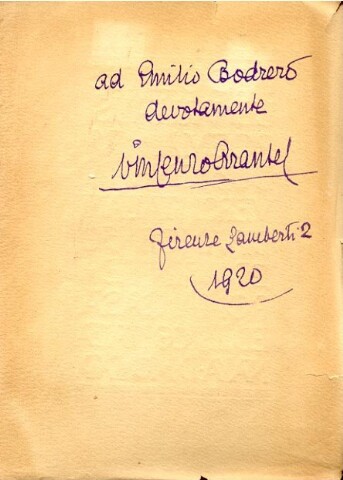 ad Emilio Bodrero
devotamente
Vincenzo Errante
Firenze Lamberti 2
1920